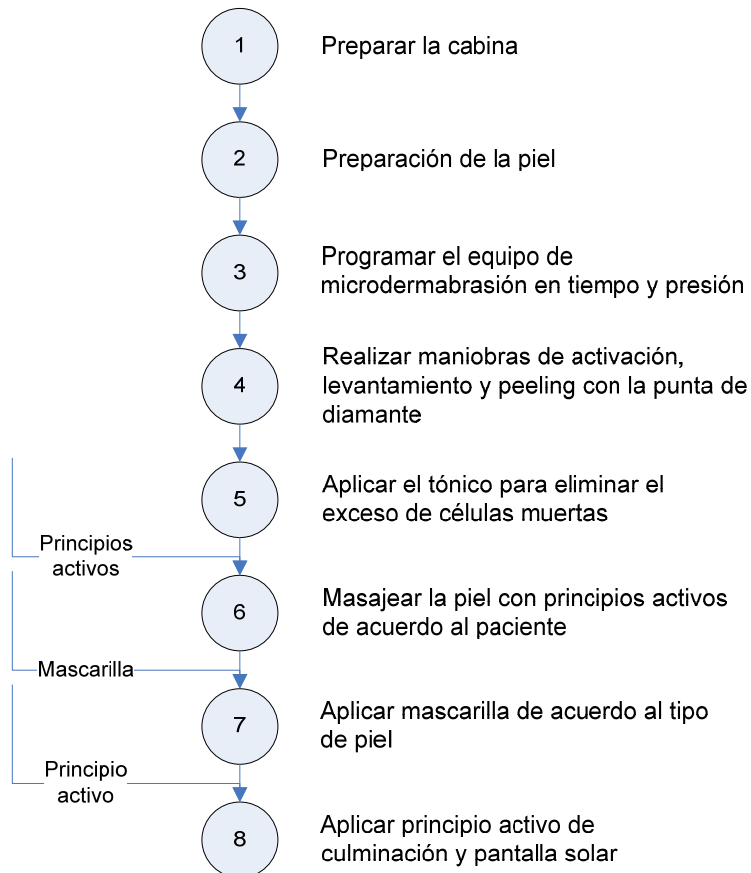 1
Preparar la cabina
2
Preparación de la piel
3
Programar el equipo de
microdermabrasión en tiempo y presión
4
Realizar maniobras de activación,
levantamiento y peeling con la punta de
diamante
5
Aplicar el tónico para eliminar el
exceso de células muertas
Principios
activos
6
Masajear la piel con principios activos
de acuerdo al paciente
Mascarilla
7
Aplicar mascarilla de acuerdo al tipo
de piel
Principio
activo
8
Aplicar principio activo de
culminación y pantalla solar